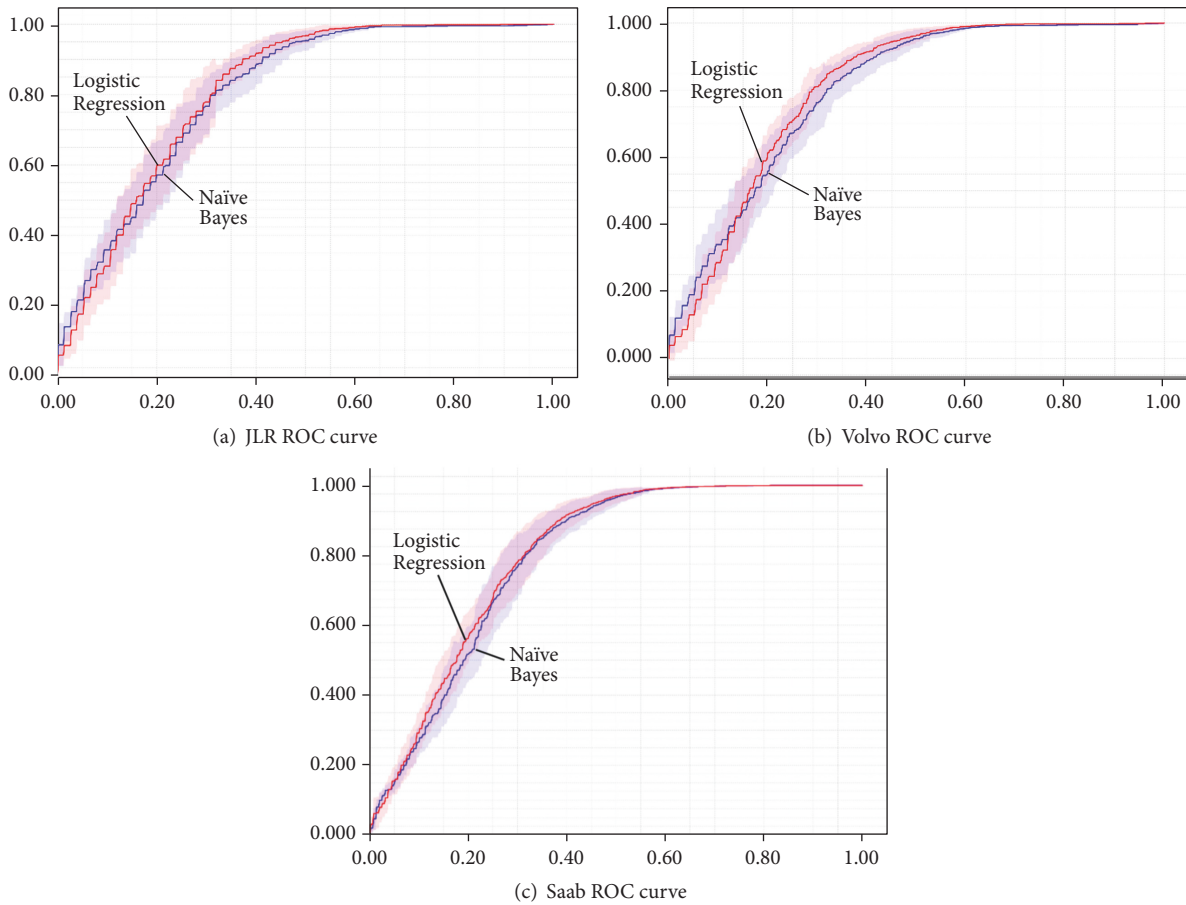 1.00
0.80
0.60
0.40
0.20
0.00
Logistic
Regression
Naïve
Bayes
0.00 0.20 0.40 0.60 0.80 1.00
(a) JLR ROC curve
1.000
0.800
0.600
0.400
0.200
0.000
Logistic
Regression
Naïve
Bayes
0.00 0.20 0.40 0.60 0.80 1.00
(b) Volvo ROC curve
1.000
0.800
0.600
0.400
0.200
0.000
Logistic
Regression
Naïve
Bayes
0.00 0.20 0.40 0.60 0.80 1.00
(c) Saab ROC curve